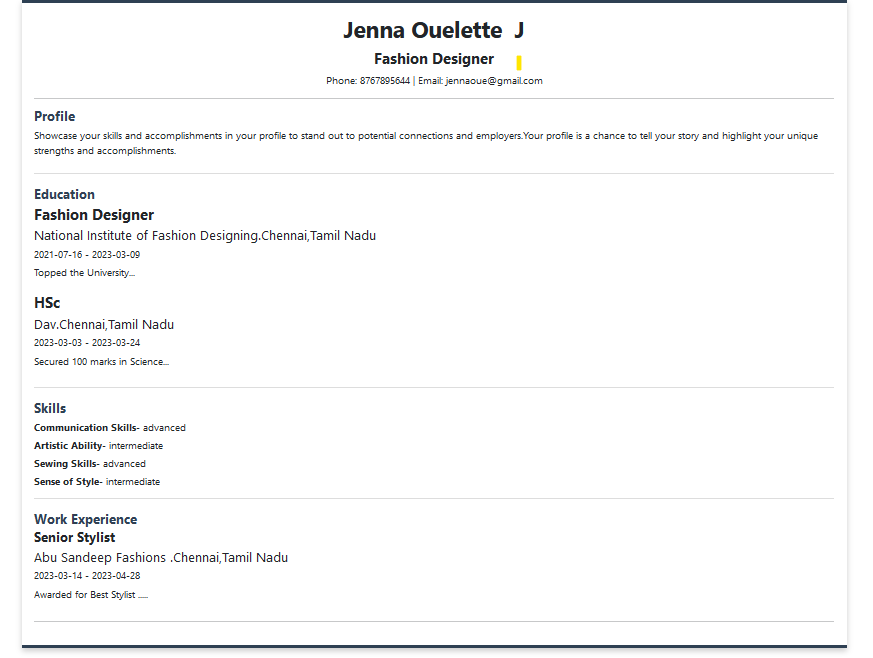 Jenna Ouelette J
Fashion Designer
Phone: 8767895644 | Email: jennaoue@gmail.com
Profile
Showcase your skills and accomplishments in your profile to stand out to potential connections and employers.Your profile is a chance to tell your story and highlight your unique
strengths and accomplishments.
Education
Fashion Designer
National Institute of Fashion Designing.Chennai,Tamil Nadu
2021-07-16 - 2023-03-09
Topped the University...
HSc
Dav.Chennai,Tamil Nadu
2023-03-03 - 2023-03-24
Secured 100 marks in Science...
Skills
Communication Skills- advanced
Artistic Ability- intermediate
Sewing Skills- advanced
Sense of Style- intermediate
Work Experience
Senior Stylist
Abu Sandeep Fashions .Chennai,Tamil Nadu
2023-03-14 - 2023-04-28
Awarded for Best Stylist .....